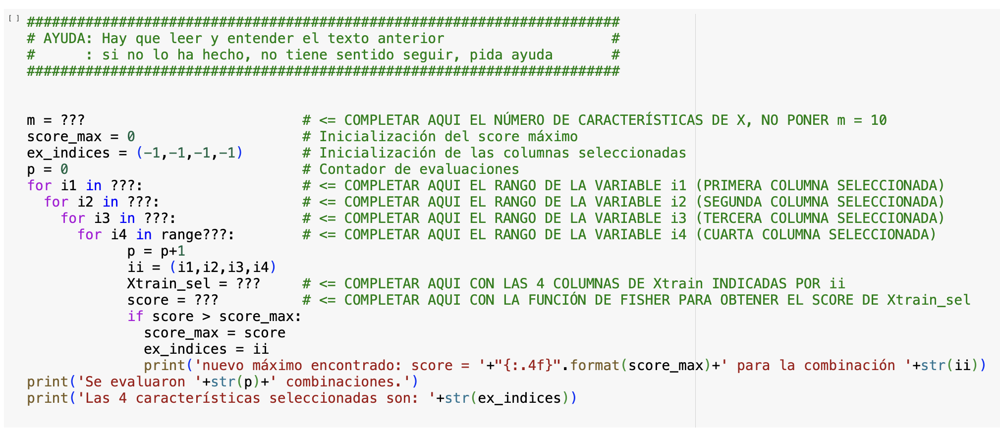 [ ]
#######################################################################
# AYUDA: Hay que leer y entender el texto anterior                    #
#      : si no lo ha hecho, no tiene sentido seguir, pida ayuda       #
#######################################################################
m = ???                          # <= COMPLETAR AQUI EL NÚMERO DE CARACTERÍSTICAS DE X, NO PONER m = 10
score_max = 0                    # Inicialización del score máximo
ex_indices = (-1,-1,-1,-1)       # Inicialización de las columnas seleccionadas
p = 0                            # Contador de evaluaciones
for i1 in ???:                   # <= COMPLETAR AQUI EL RANGO DE LA VARIABLE i1 (PRIMERA COLUMNA SELECCIONADA)
  for i2 in ???:                 # <= COMPLETAR AQUI EL RANGO DE LA VARIABLE i2 (SEGUNDA COLUMNA SELECCIONADA)
    for i3 in ???:               # <= COMPLETAR AQUI EL RANGO DE LA VARIABLE i3 (TERCERA COLUMNA SELECCIONADA)
      for i4 in range???:        # <= COMPLETAR AQUI EL RANGO DE LA VARIABLE i4 (CUARTA COLUMNA SELECCIONADA)
            p = p+1
            ii = (i1,i2,i3,i4)
            Xtrain_sel = ???     # <= COMPLETAR AQUI CON LAS 4 COLUMNAS DE Xtrain INDICADAS POR ii
            score = ???          # <= COMPLETAR AQUI CON LA FUNCIÓN DE FISHER PARA OBTENER EL SCORE DE Xtrain_sel
            if score > score_max:
              score_max = score
              ex_indices = ii
              print('nuevo máximo encontrado: score = '+"{:.4f}".format(score_max)+' para la combinación '+str(ii))
print('Se evaluaron '+str(p)+' combinaciones.')
print('Las 4 características seleccionadas son: '+str(ex_indices))